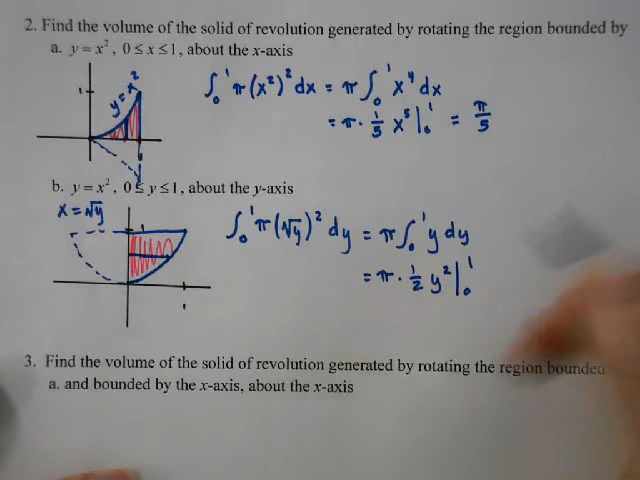 2. Find the volume of the solid of revolution generated by rotating the region bounded by
a. y = x², 0 ≤ x ≤ 1, about the x-axis
y = x²
∫₀¹ π(x²)² dx = π ∫₀¹ x⁴ dx
= π · 1/5 x⁵ |₀¹ = π/5
b. y = x², 0 ≤ y ≤ 1, about the y-axis
x = √y
∫₀¹ π(√y)² dy = π ∫₀¹ y dy
= π · 1/2 y² |₀¹
3. Find the volume of the solid of revolution generated by rotating the region bounded
a. and bounded by the x-axis, about the x-axis